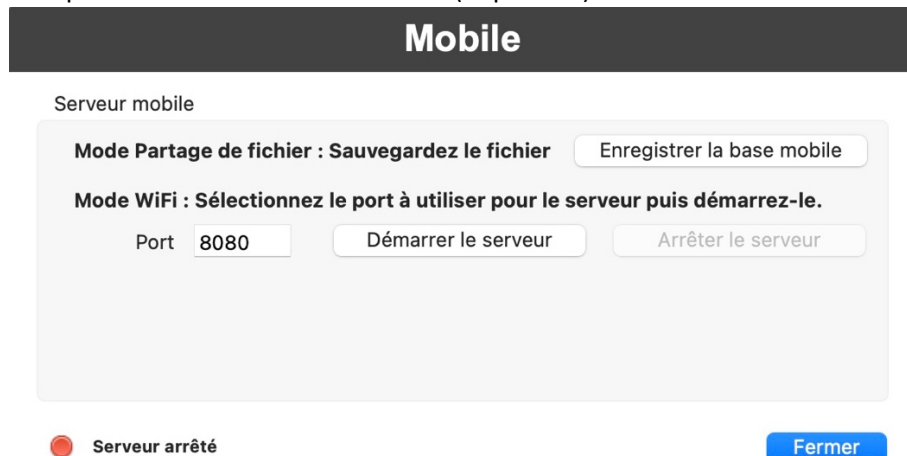 Mobile
Serveur mobile
Mode Partage de fichier : Sauvegardez le fichier Enregistrer la base mobile
Mode WiFi : Sélectionnez le port à utiliser pour le serveur puis démarrez-le.
Port 8080 Démarrer le serveur Arrêter le serveur
Serveur arrêté Fermer